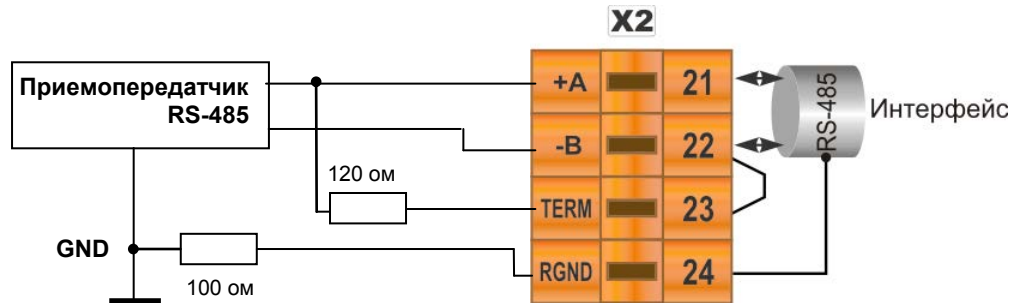 X2
Приемопередатчик
RS-485
+A
21
RS-485
Интерфейс
-B
22
120 ом
TERM
23
GND
RGND
24
100 ом